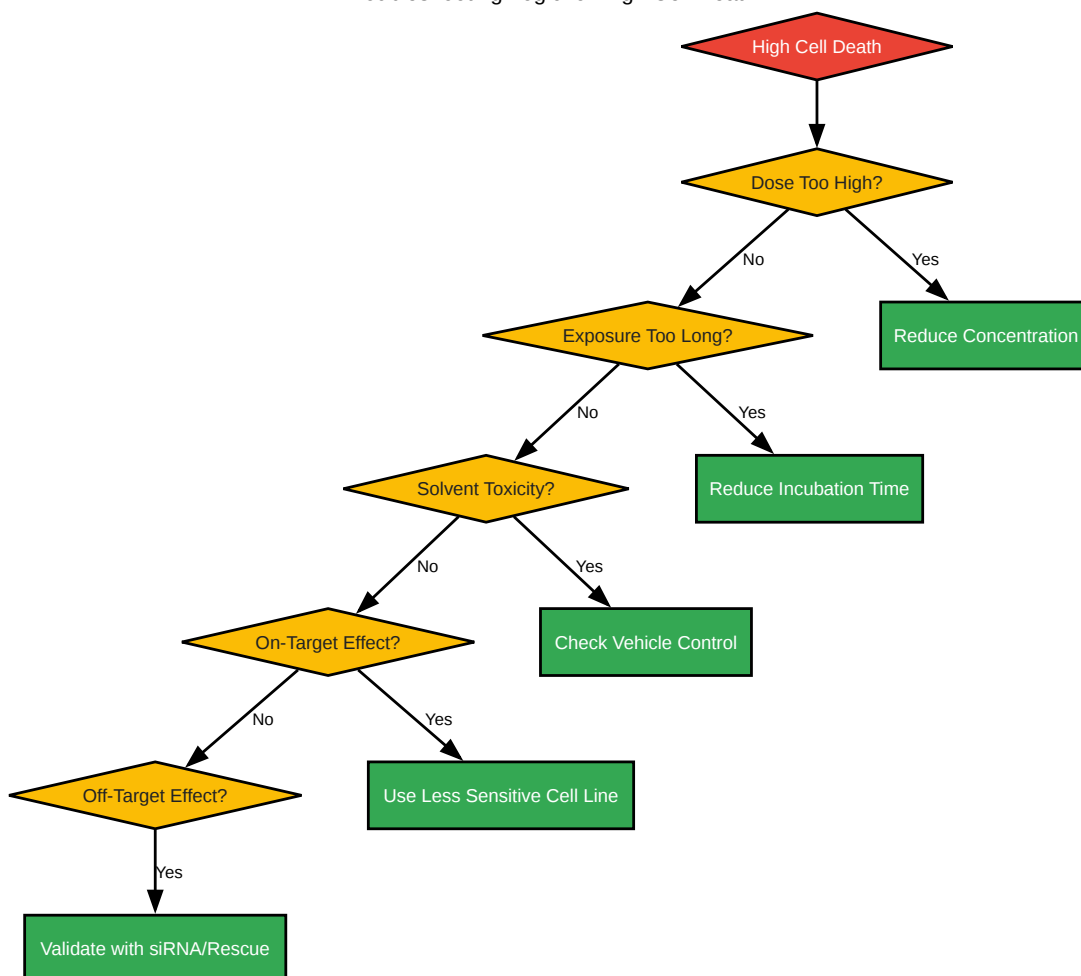 High Cell Death
Dose Too High?
No
Yes
Exposure Too Long?
Reduce Concentration
No
Yes
Solvent Toxicity?
Reduce Incubation Time
No
Yes
On-Target Effect?
Check Vehicle Control
No
Yes
Off-Target Effect?
Use Less Sensitive Cell Line
Yes
Validate with siRNA/Rescue